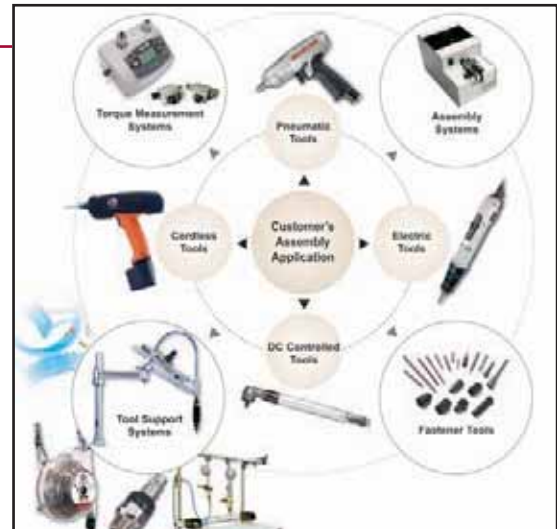 Torque Measurement
Systems
Pneumatic
Tools
Assembly
Systems
Cordless
Tools
Customer's
Assembly
Application
Electric
Tools
DC Controlled
Tools
Tool Support
Systems
Fastener Tools